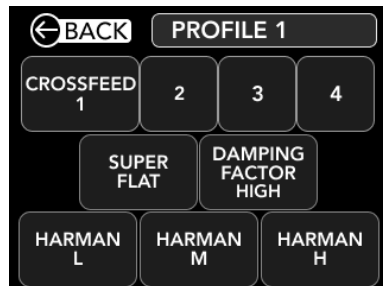 BACK PROFILE 1
CROSSFEED
1
2
3
4
SUPER
FLAT
DAMPING
FACTOR
HIGH
HARMAN
L
HARMAN
M
HARMAN
H